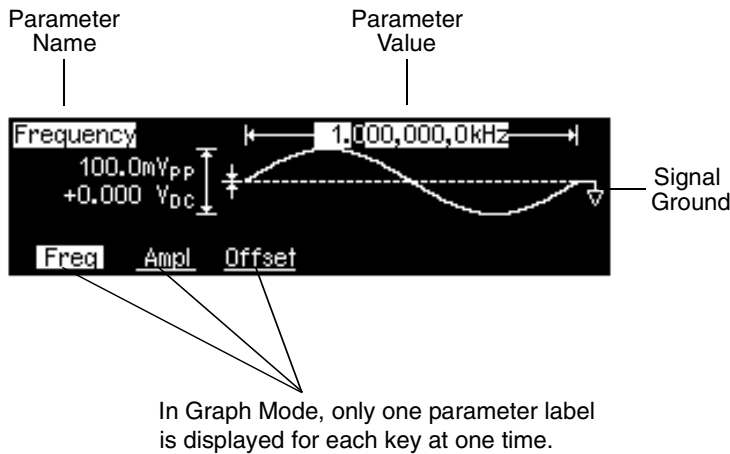 Parameter
Name
Parameter
Value
Frequency
1.000,000,0kHz
100.0mVPP
+0.000 VDC
Signal
Ground
Freq Ampl Offset
In Graph Mode, only one parameter label
is displayed for each key at one time.